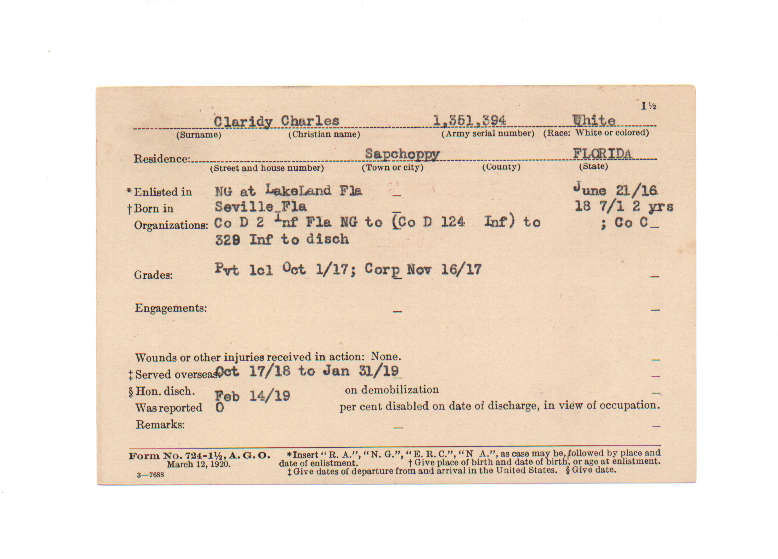 1½
Claridy Charles 1,351,394 White
(Surname) (Christian name) (Army serial number) (Race: White or colored)
Residence: Sapchoppy FLORIDA
(Street and house number) (Town or city) (County) (State)
*Enlisted in NG at LakeLand Fla June 21/16
†Born in Seville Fla 18 7/1 2 yrs
Organizations: Co D 2 Inf Fla NG to (Co D 124 Inf) to ; Co C
329 Inf to disch
Grades: Pvt 1cl Oct 1/17; Corp Nov 16/17
Engagements:
Wounds or other injuries received in action: None.
‡Served overseas Oct 17/18 to Jan 31/19
§Hon. disch. Feb 14/19 on demobilization
Was reported 0 per cent disabled on date of discharge, in view of occupation.
Remarks:
Form No. 724-1½, A. G. O. *Insert "R. A.", "N. G.", "E. R. C.", "N A.", as case may be, followed by place and
March 12, 1920. date of enlistment. †Give place of birth and date of birth, or age at enlistment.
3—7688 ‡Give dates of departure from and arrival in the United States. §Give date.